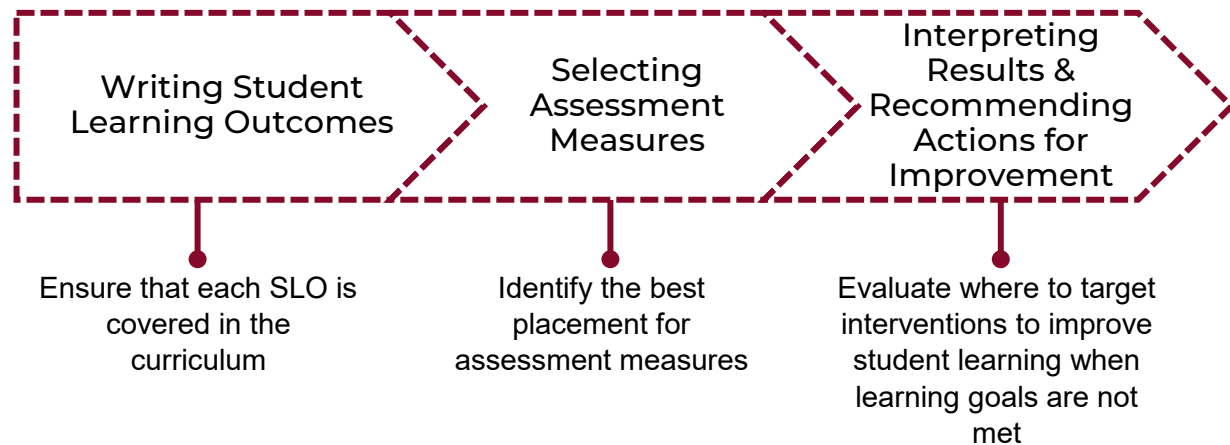 Writing Student
Learning Outcomes
Selecting
Assessment
Measures
Interpreting
Results &
Recommending
Actions for
Improvement
Ensure that each SLO is
covered in the
curriculum
Identify the best
placement for
assessment measures
Evaluate where to target
interventions to improve
student learning when
learning goals are not
met